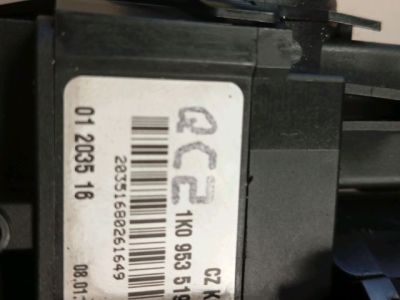 QC2
CZ K
1K0 953 519
20351680261649
01 2035 16
08.01.